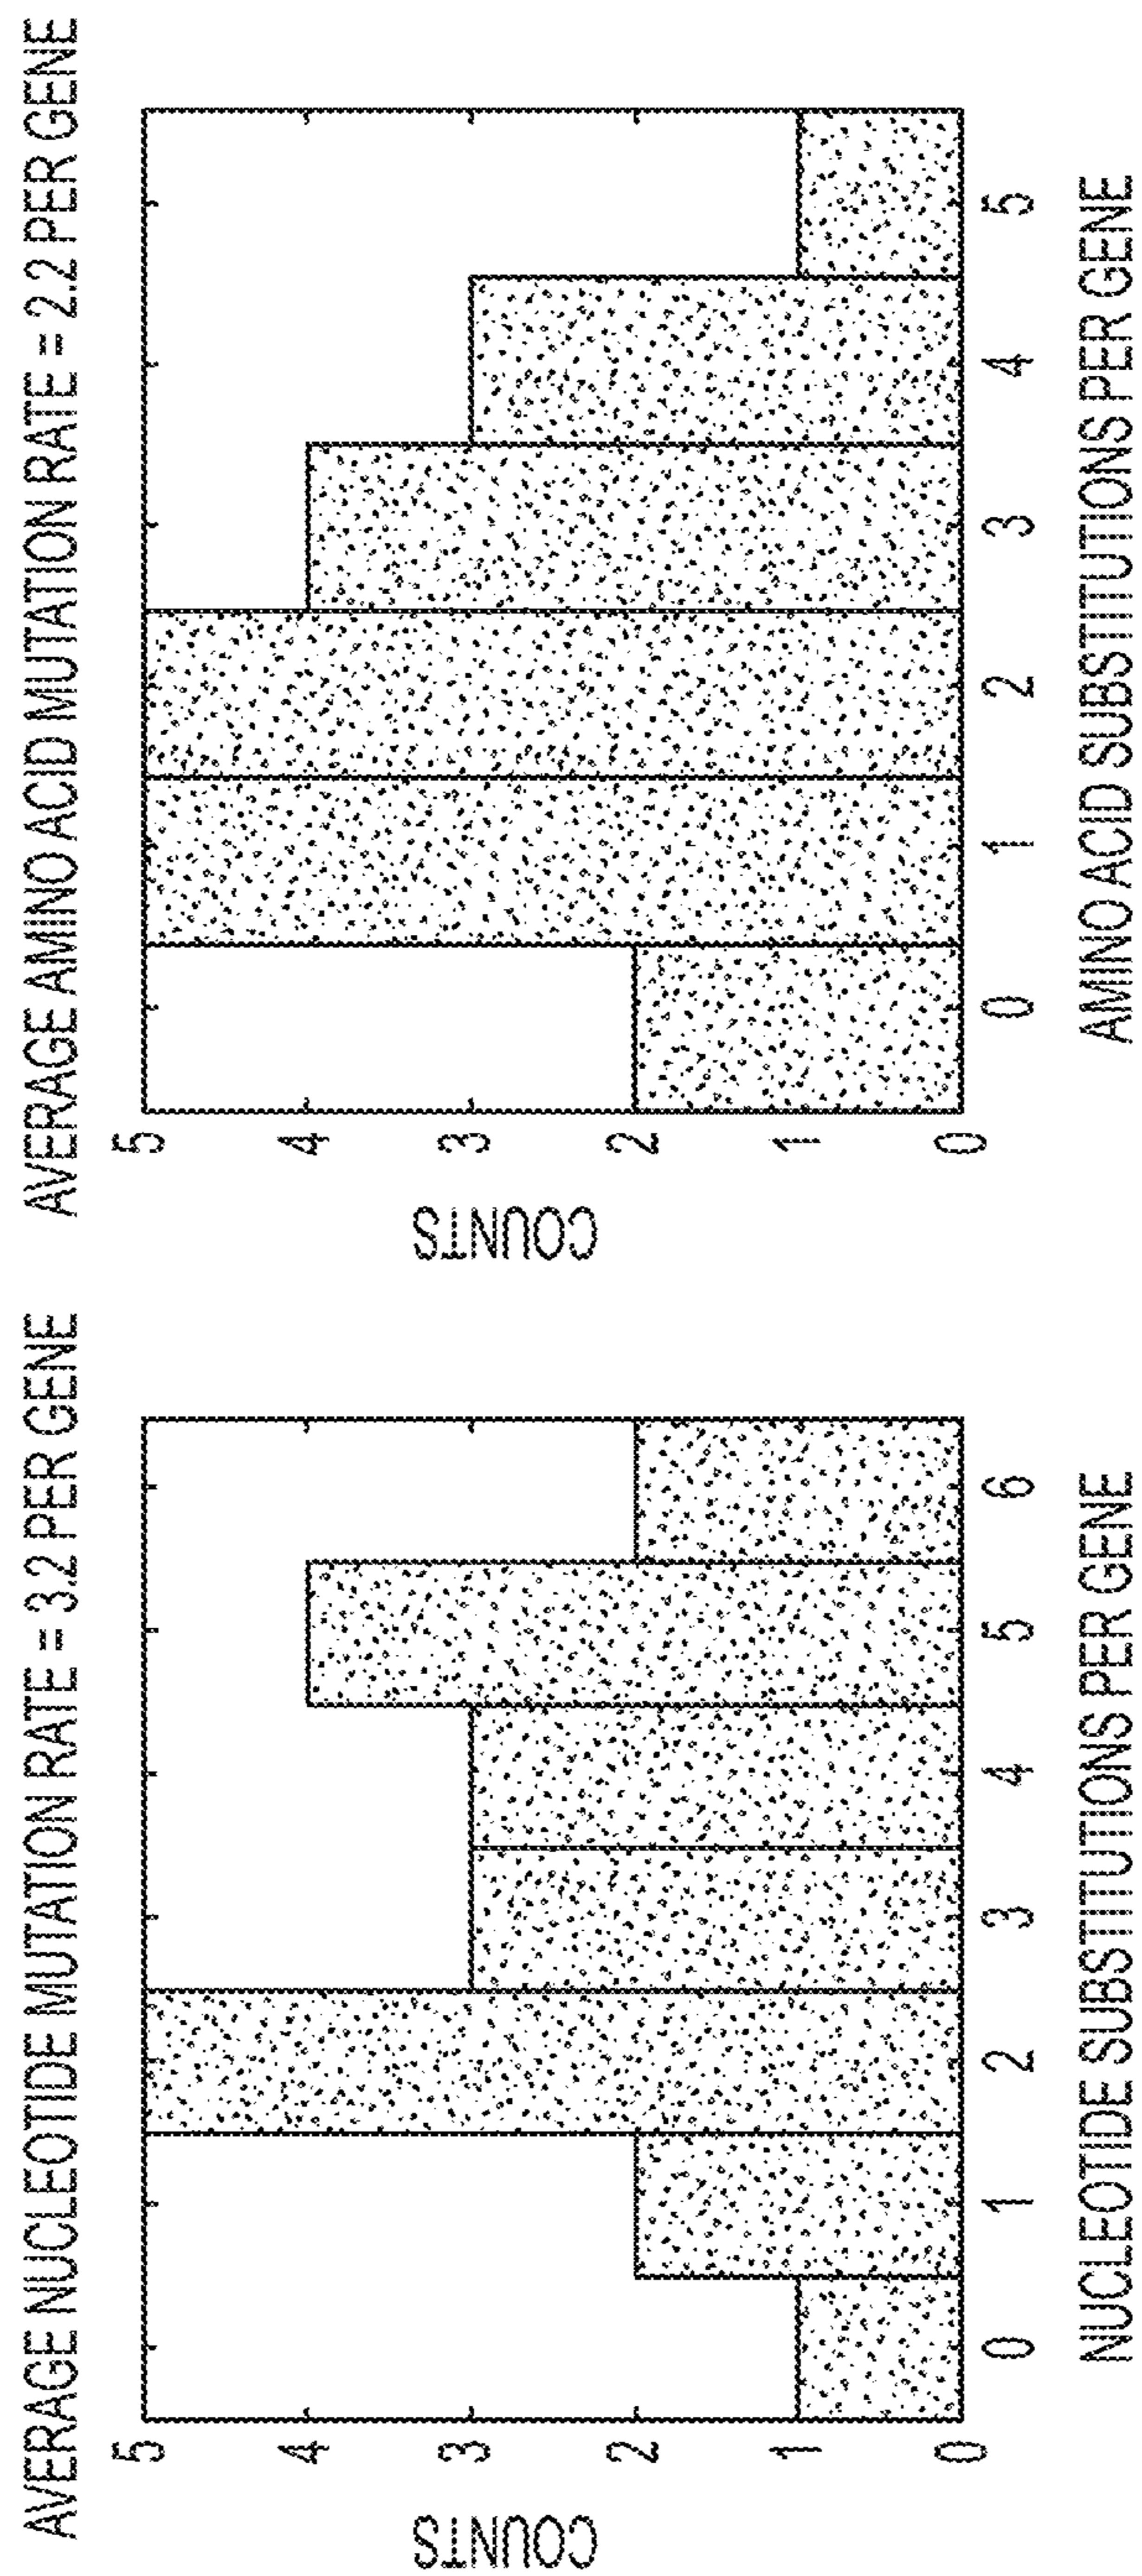 AVERAGE NUCLEOTIDE MUTATION RATE = 3.2 PER GENE
5
4
3
2
1
0
COUNTS
0 1 2 3 4 5 6
NUCLEOTIDE SUBSTITUTIONS PER GENE
AVERAGE AMINO ACID MUTATION RATE = 2.2 PER GENE
5
4
3
2
1
0
COUNTS
0 1 2 3 4 5
AMINO ACID SUBSTITUTIONS PER GENE